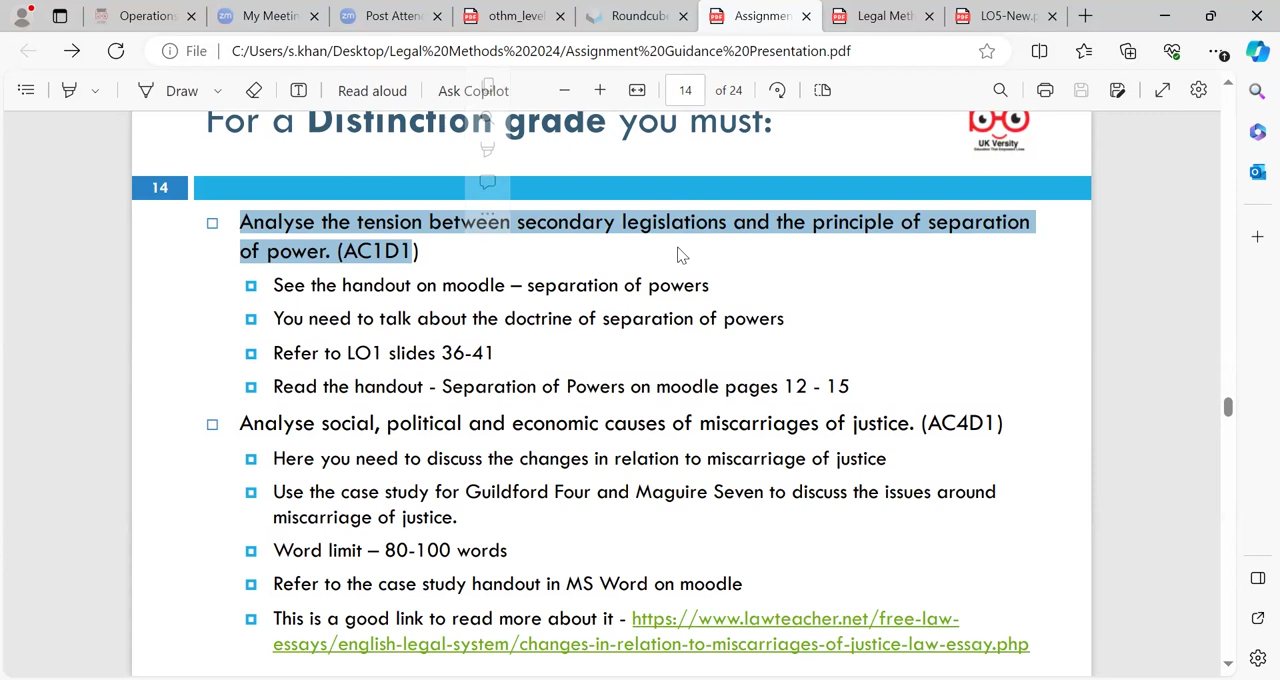 Operations
My Meetin
Post Attend
othm_level
Roundcube
Assignmen
Legal Meth
LO5-New.p
File
C:/Users/s.khan/Desktop/Legal%20Methods%202024/Assignment%20Guidance%20Presentation.pdf
Draw
Read aloud
Ask Copilot
14
of 24
For a Distinction grade you must:
UK Versity
Education That Empowers Lives
14
Analyse the tension between secondary legislations and the principle of separation
of power. (AC1D1)
See the handout on moodle – separation of powers
You need to talk about the doctrine of separation of powers
Refer to LO1 slides 36-41
Read the handout - Separation of Powers on moodle pages 12 - 15
Analyse social, political and economic causes of miscarriages of justice. (AC4D1)
Here you need to discuss the changes in relation to miscarriage of justice
Use the case study for Guildford Four and Maguire Seven to discuss the issues around
miscarriage of justice.
Word limit – 80-100 words
Refer to the case study handout in MS Word on moodle
This is a good link to read more about it - https://www.lawteacher.net/free-law-
essays/english-legal-system/changes-in-relation-to-miscarriages-of-justice-law-essay.php